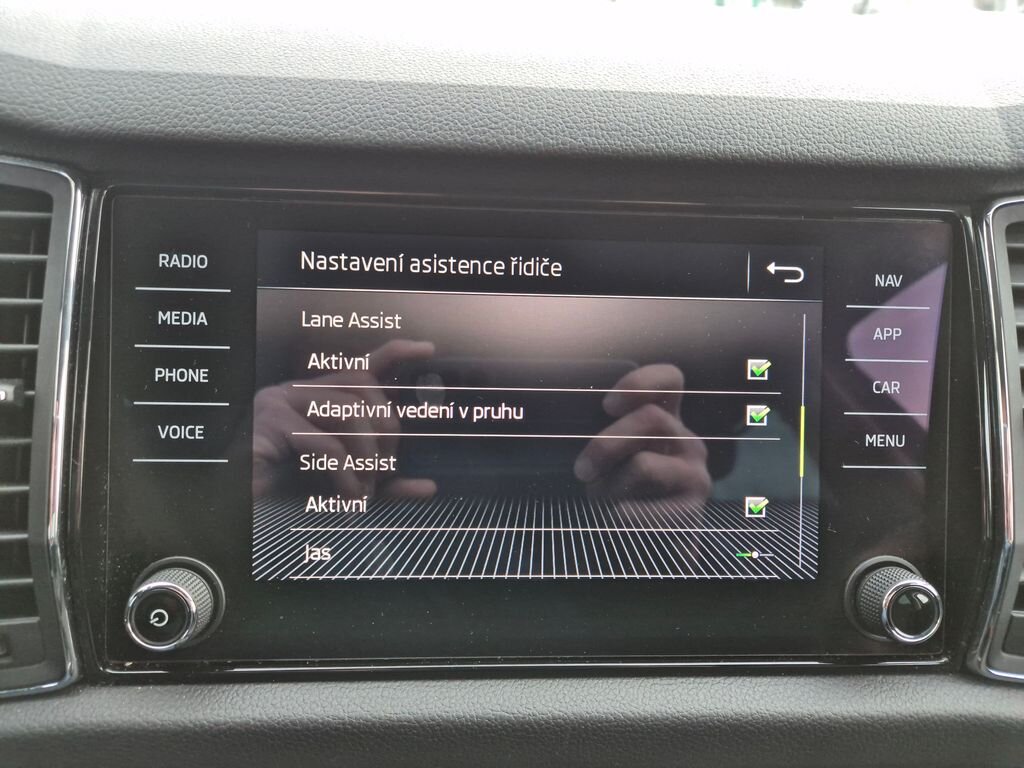 RADIO
MEDIA
PHONE
VOICE
Nastavení asistence řidiče
Lane Assist
Aktivní
Adaptivní vedení v pruhu
Side Assist
Aktivní
Jas
NAV
APP
CAR
MENU